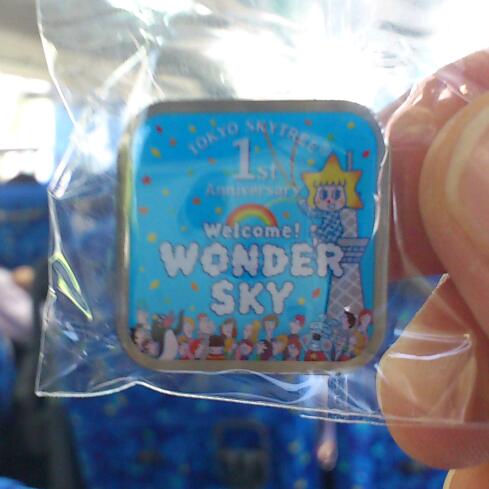 TOKYO SKYTREE®
1st
Anniversary
Welcome!
WONDER
SKY